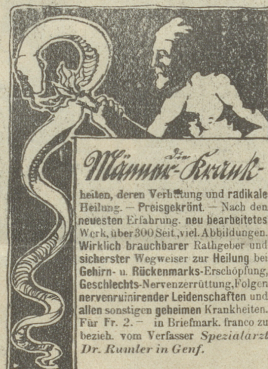 die
Männer-Krank-
heiten, deren Verhütung und radikale
Heilung. — Preisgekrönt. — Nach den
neuesten Erfahrung. neu bearbeitetes
Werk, über 300 Seit., viel. Abbildungen.
Wirklich brauchbarer Rathgeber und
sicherster Wegweiser zur Heilung bei
Gehirn- u. Rückenmarks-Erschöpfung,
Geschlechts-Nervenzerrüttung, Folgen
nervenruinirender Leidenschaften und
allen sonstigen geheimen Krankheiten.
Für Fr. 2.— in Briefmark. franco zu
bezieh. vom Verfasser Spezialarzt
Dr. Rumler in Genf.